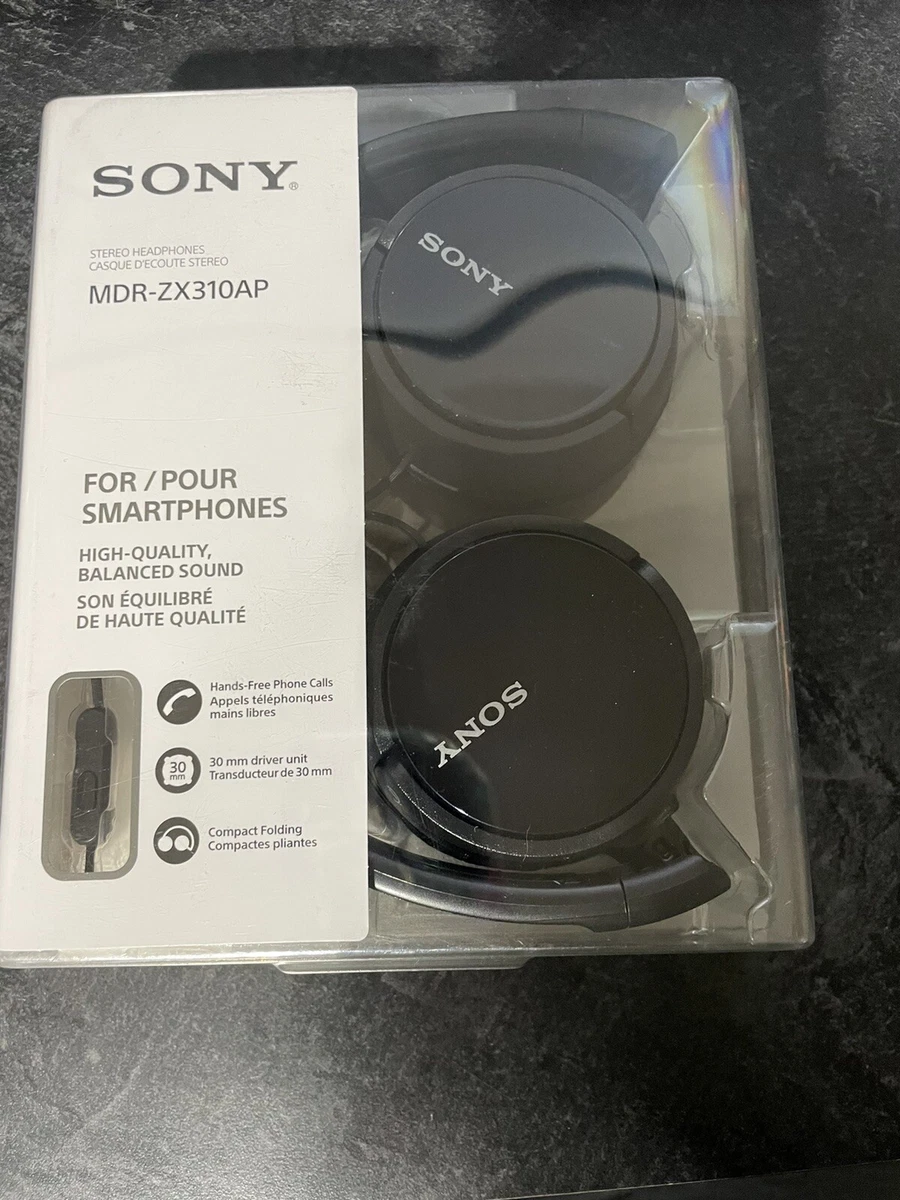 SONY®
STEREO HEADPHONES
CASQUE D'ECOUTE STEREO
MDR-ZX310AP
FOR / POUR
SMARTPHONES
HIGH-QUALITY,
BALANCED SOUND
SON ÉQUILIBRÉ
DE HAUTE QUALITÉ
Hands-Free Phone Calls
Appels téléphoniques
mains libres
30
mm
30 mm driver unit
Transducteur de 30 mm
Compact Folding
Compactes pliantes
SONY
SONY